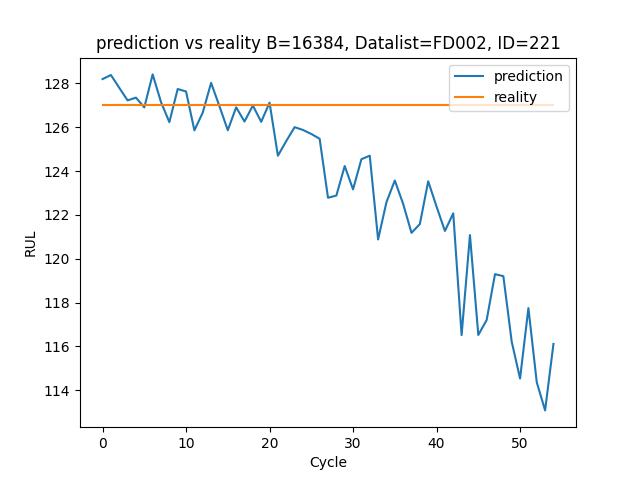 prediction vs reality B=16384, Datalist=FD002, ID=221
prediction
reality
128
126
124
122
120
118
116
114
RUL
0 10 20 30 40 50
Cycle